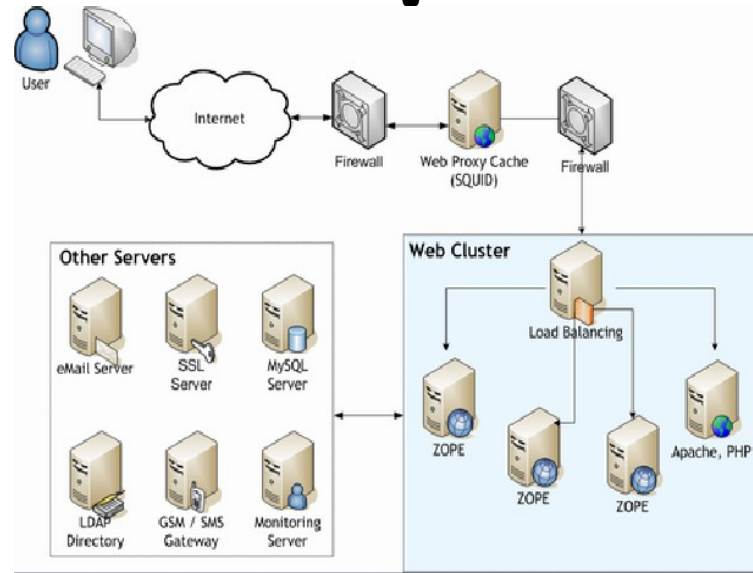 User
Internet
Firewall
Web Proxy Cache
(SQUID)
Firewall
Other Servers
eMail Server
SSL
Server
MySQL
Server
LDAP
Directory
GSM / SMS
Gateway
Monitoring
Server
Web Cluster
Load Balancing
ZOPE
ZOPE
ZOPE
Apache, PHP